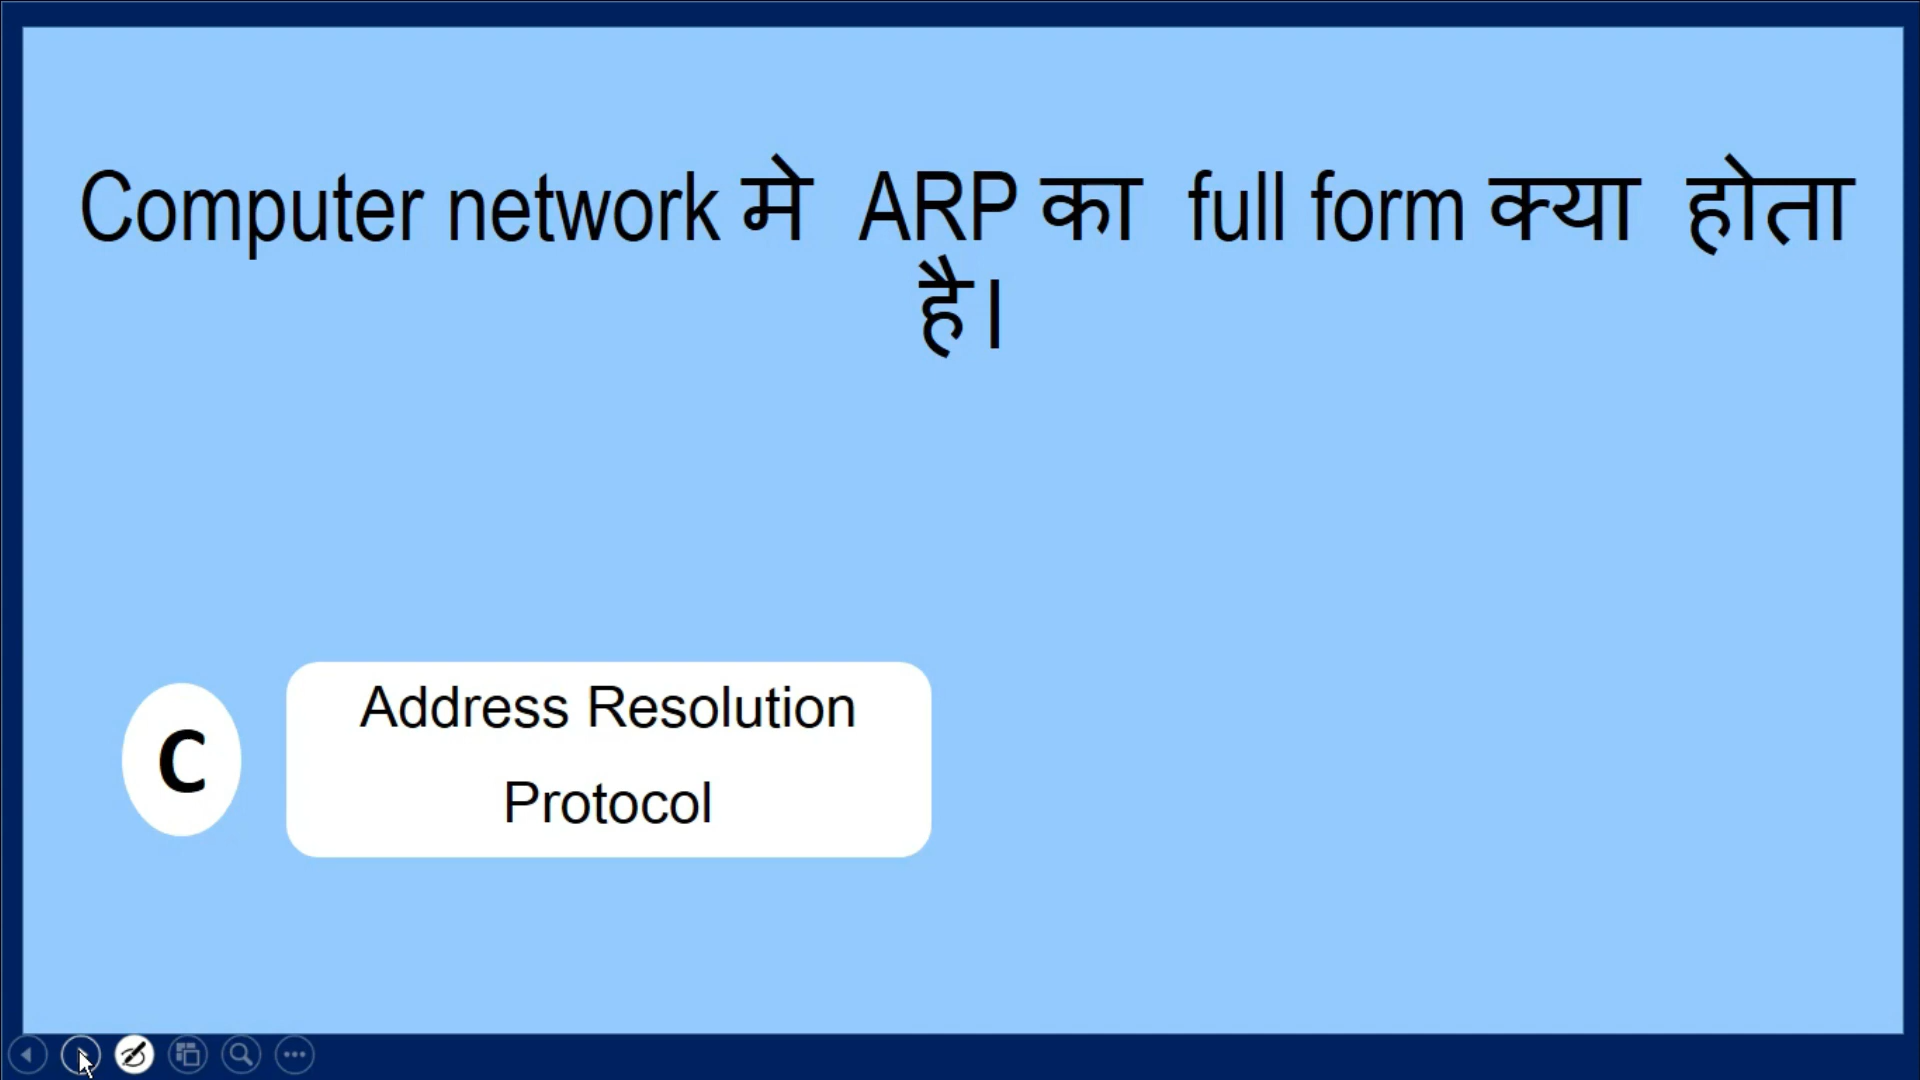 Computer network मे ARP का full form क्या होता
है।
C
Address Resolution
Protocol